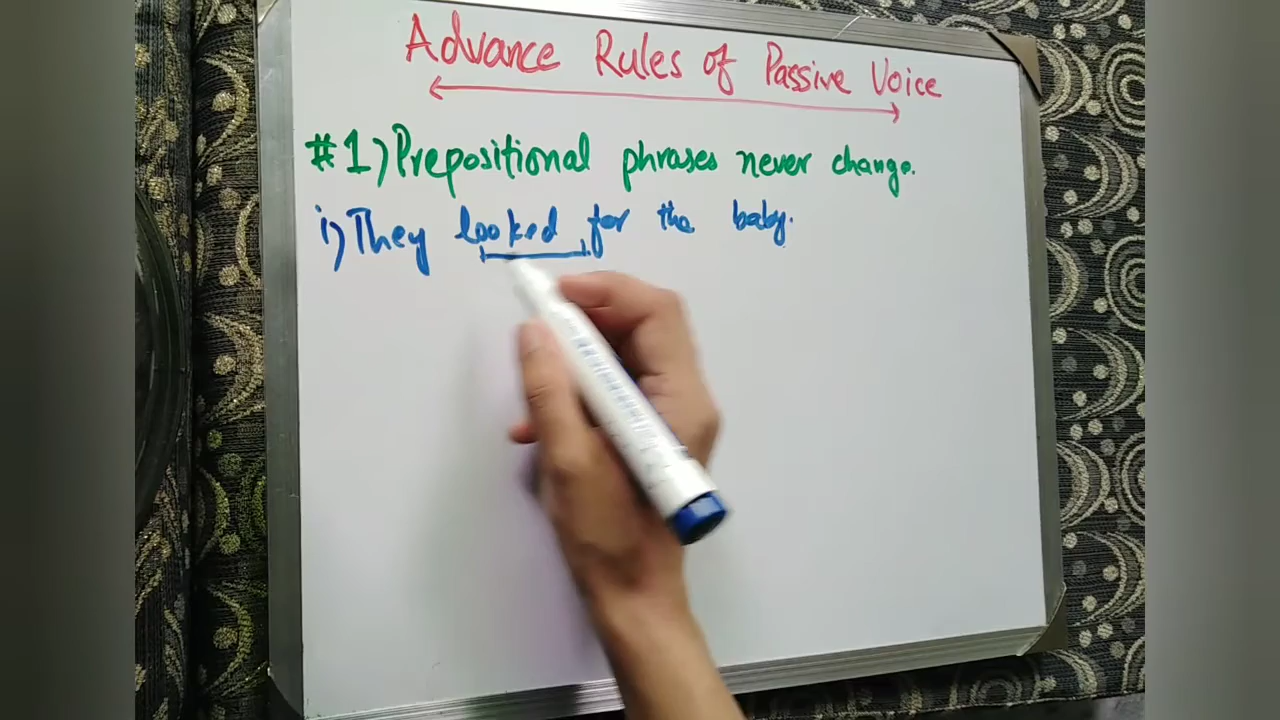 Advance Rules of Passive Voice
#1) Prepositional phrases never change.
i) They looked for the baby.